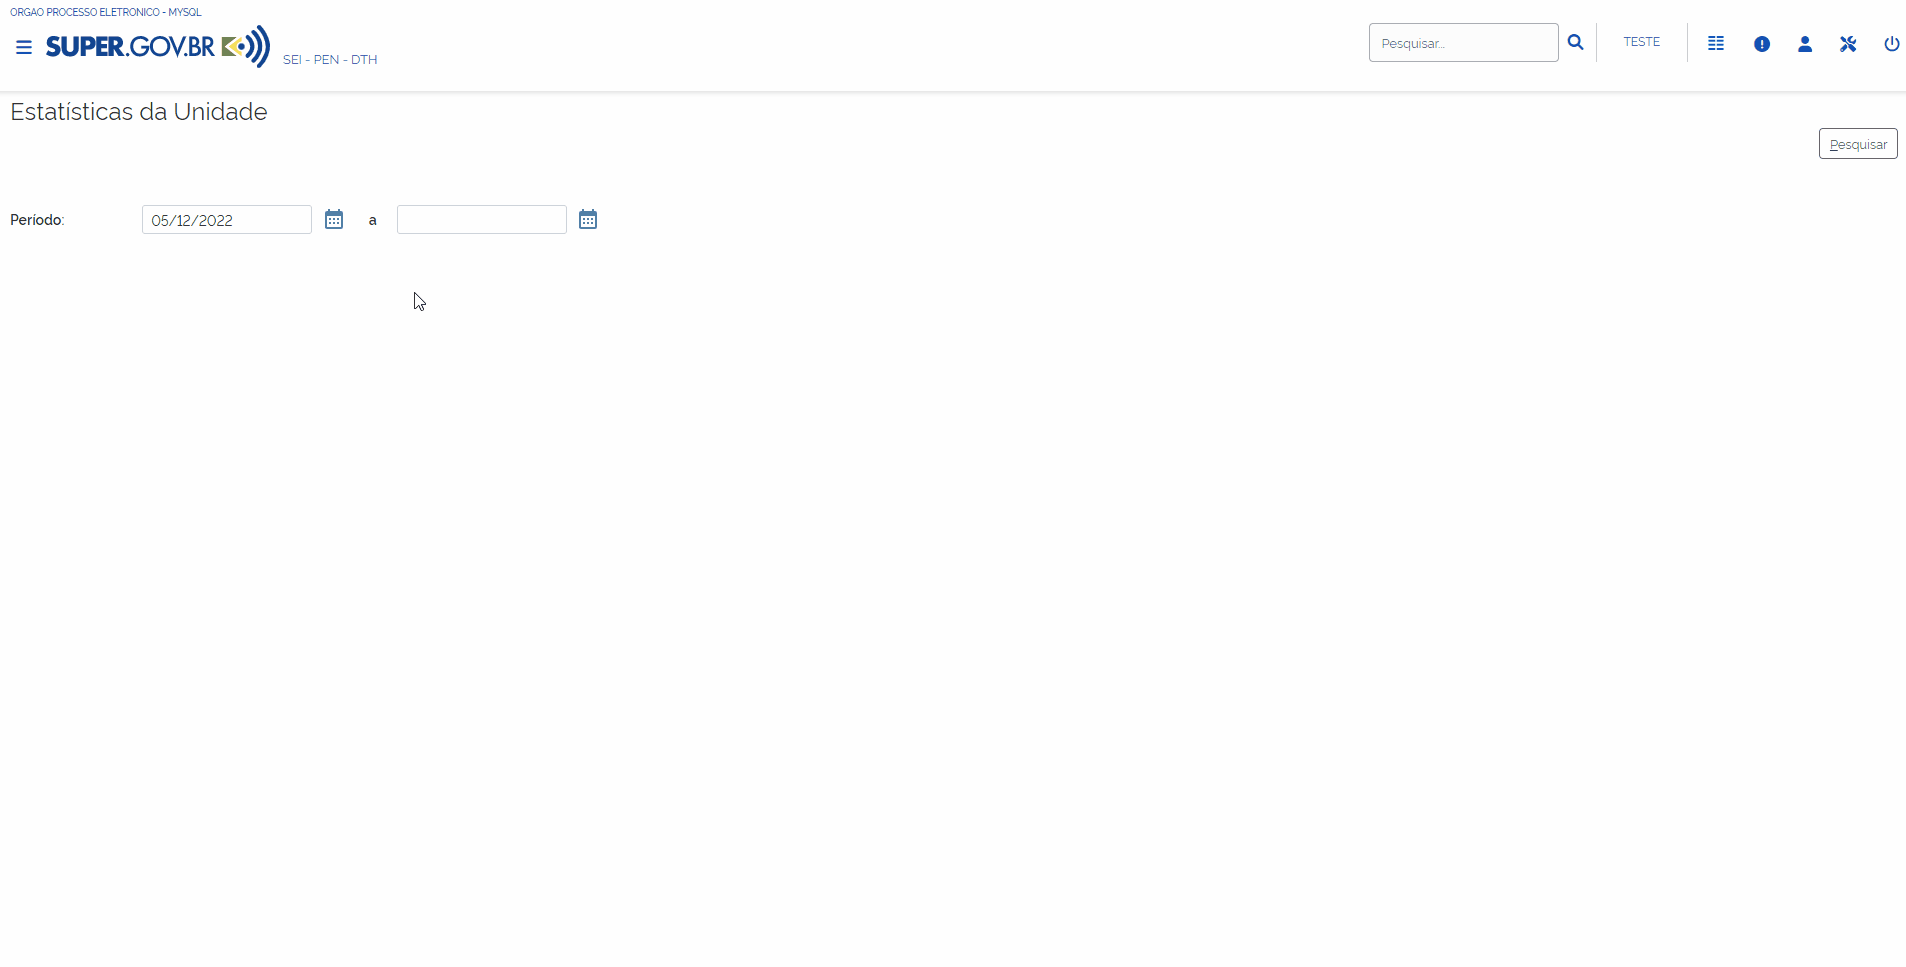 ORGAO PROCESSO ELETRONICO - MYSQL
SUPER.GOV.BR
SEI - PEN - DTH
Pesquisar...
TESTE
Estatísticas da Unidade
Pesquisar
Período: 05/12/2022 a